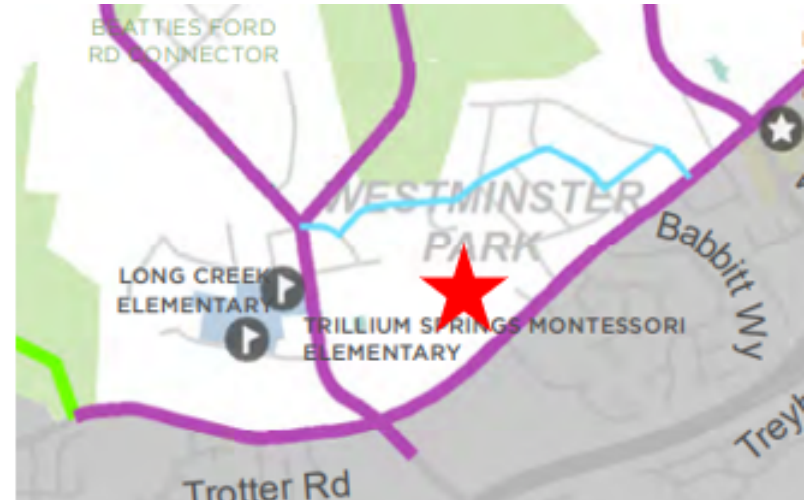 BEATTIES FORD
RD CONNECTOR
WESTMINSTER
PARK
Babbitt Wy
LONG CREEK
ELEMENTARY
TRILLIUM SPRINGS MONTESSORI
ELEMENTARY
Trotter Rd